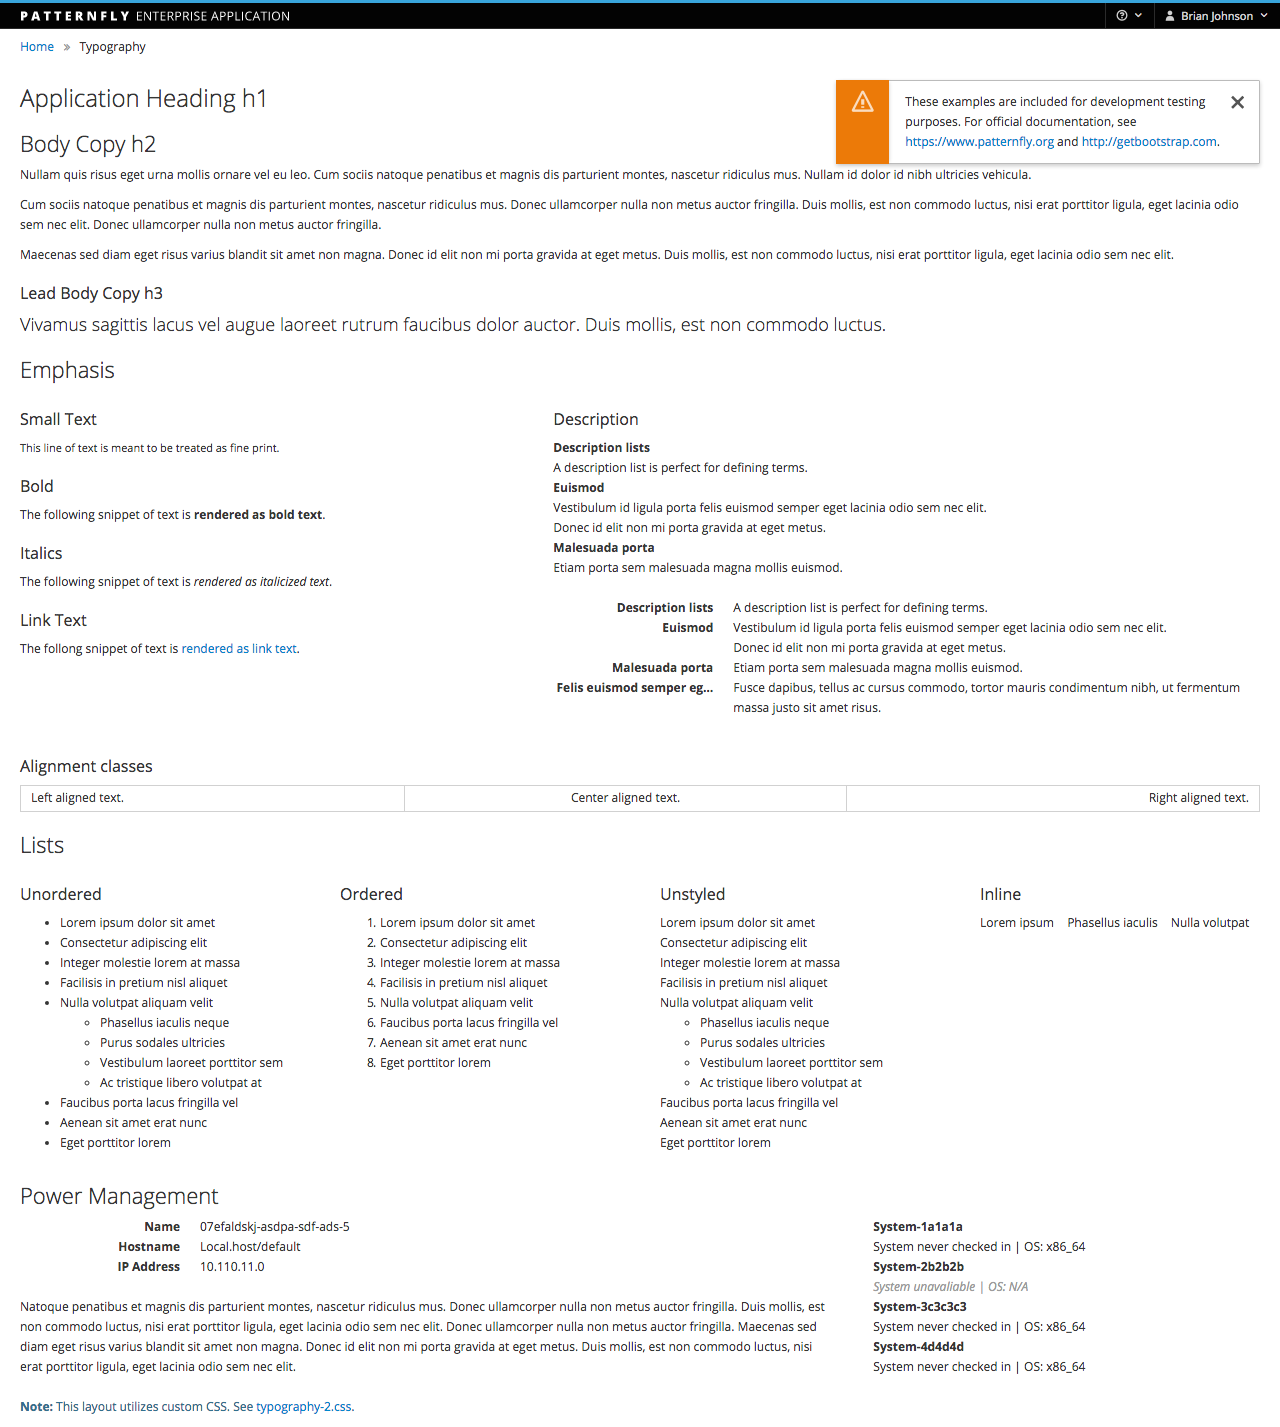 PATTERNFLY ENTERPRISE APPLICATION
Brian Johnson
Home » Typography
Application Heading h1
These examples are included for development testing
purposes. For official documentation, see
https://www.patternfly.org and http://getbootstrap.com.
Body Copy h2
Nullam quis risus eget urna mollis ornare vel eu leo. Cum sociis natoque penatibus et magnis dis parturient montes, nascetur ridiculus mus. Nullam id dolor id nibh ultricies vehicula.
Cum sociis natoque penatibus et magnis dis parturient montes, nascetur ridiculus mus. Donec ullamcorper nulla non metus auctor fringilla. Duis mollis, est non commodo luctus, nisi erat porttitor ligula, eget lacinia odio
sem nec elit. Donec ullamcorper nulla non metus auctor fringilla.
Maecenas sed diam eget risus varius blandit sit amet non magna. Donec id elit non mi porta gravida at eget metus. Duis mollis, est non commodo luctus, nisi erat porttitor ligula, eget lacinia odio sem nec elit.
Lead Body Copy h3
Vivamus sagittis lacus vel augue laoreet rutrum faucibus dolor auctor. Duis mollis, est non commodo luctus.
Emphasis
Small Text
This line of text is meant to be treated as fine print.
Bold
The following snippet of text is rendered as bold text.
Italics
The following snippet of text is rendered as italicized text.
Link Text
The follong snippet of text is rendered as link text.
Description
Description lists
A description list is perfect for defining terms.
Euismod
Vestibulum id ligula porta felis euismod semper eget lacinia odio sem nec elit.
Donec id elit non mi porta gravida at eget metus.
Malesuada porta
Etiam porta sem malesuada magna mollis euismod.
Description lists A description list is perfect for defining terms.
Euismod Vestibulum id ligula porta felis euismod semper eget lacinia odio sem nec elit.
Donec id elit non mi porta gravida at eget metus.
Malesuada porta Etiam porta sem malesuada magna mollis euismod.
Felis euismod semper eg... Fusce dapibus, tellus ac cursus commodo, tortor mauris condimentum nibh, ut fermentum
massa justo sit amet risus.
Alignment classes
Left aligned text. Center aligned text. Right aligned text.
Lists
Unordered
• Lorem ipsum dolor sit amet
• Consectetur adipiscing elit
• Integer molestie lorem at massa
• Facilisis in pretium nisl aliquet
• Nulla volutpat aliquam velit
◦ Phasellus iaculis neque
◦ Purus sodales ultricies
◦ Vestibulum laoreet porttitor sem
◦ Ac tristique libero volutpat at
• Faucibus porta lacus fringilla vel
• Aenean sit amet erat nunc
• Eget porttitor lorem
Ordered
1. Lorem ipsum dolor sit amet
2. Consectetur adipiscing elit
3. Integer molestie lorem at massa
4. Facilisis in pretium nisl aliquet
5. Nulla volutpat aliquam velit
6. Faucibus porta lacus fringilla vel
7. Aenean sit amet erat nunc
8. Eget porttitor lorem
Unstyled
Lorem ipsum dolor sit amet
Consectetur adipiscing elit
Integer molestie lorem at massa
Facilisis in pretium nisl aliquet
Nulla volutpat aliquam velit
◦ Phasellus iaculis neque
◦ Purus sodales ultricies
◦ Vestibulum laoreet porttitor sem
◦ Ac tristique libero volutpat at
Faucibus porta lacus fringilla vel
Aenean sit amet erat nunc
Eget porttitor lorem
Inline
Lorem ipsum Phasellus iaculis Nulla volutpat
Power Management
Name 07efaldskj-asdpa-sdf-ads-5
Hostname Local.host/default
IP Address 10.110.11.0
Natoque penatibus et magnis dis parturient montes, nascetur ridiculus mus. Donec ullamcorper nulla non metus auctor fringilla. Duis mollis, est
non commodo luctus, nisi erat porttitor ligula, eget lacinia odio sem nec elit. Donec ullamcorper nulla non metus auctor fringilla. Maecenas sed
diam eget risus varius blandit sit amet non magna. Donec id elit non mi porta gravida at eget metus. Duis mollis, est non commodo luctus, nisi
erat porttitor ligula, eget lacinia odio sem nec elit.
System-1a1a1a
System never checked in | OS: x86_64
System-2b2b2b
System unavaliable | OS: N/A
System-3c3c3c3
System never checked in | OS: x86_64
System-4d4d4d
System never checked in | OS: x86_64
Note: This layout utilizes custom CSS. See typography-2.css.